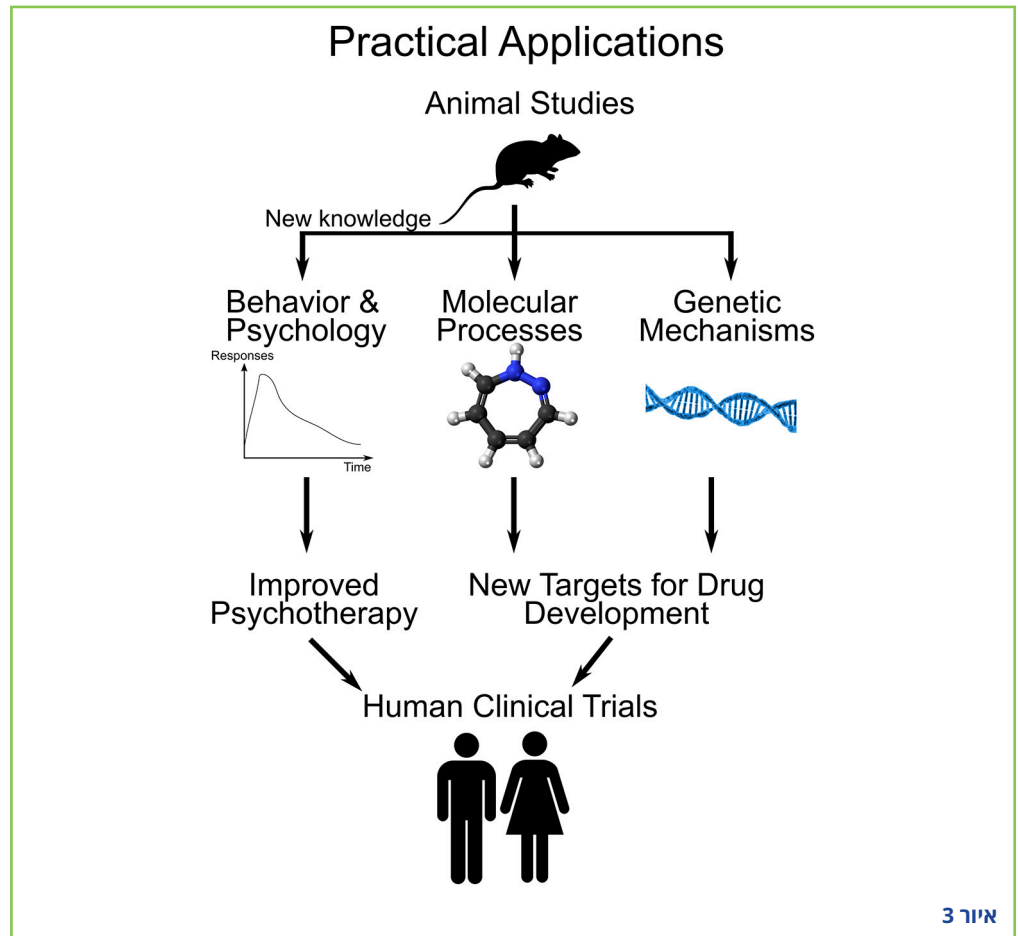 Practical Applications
Animal Studies
New knowledge
Behavior &
Psychology
Molecular
Processes
Genetic
Mechanisms
Responses
Time
Improved
Psychotherapy
New Targets for Drug
Development
Human Clinical Trials
איור 3